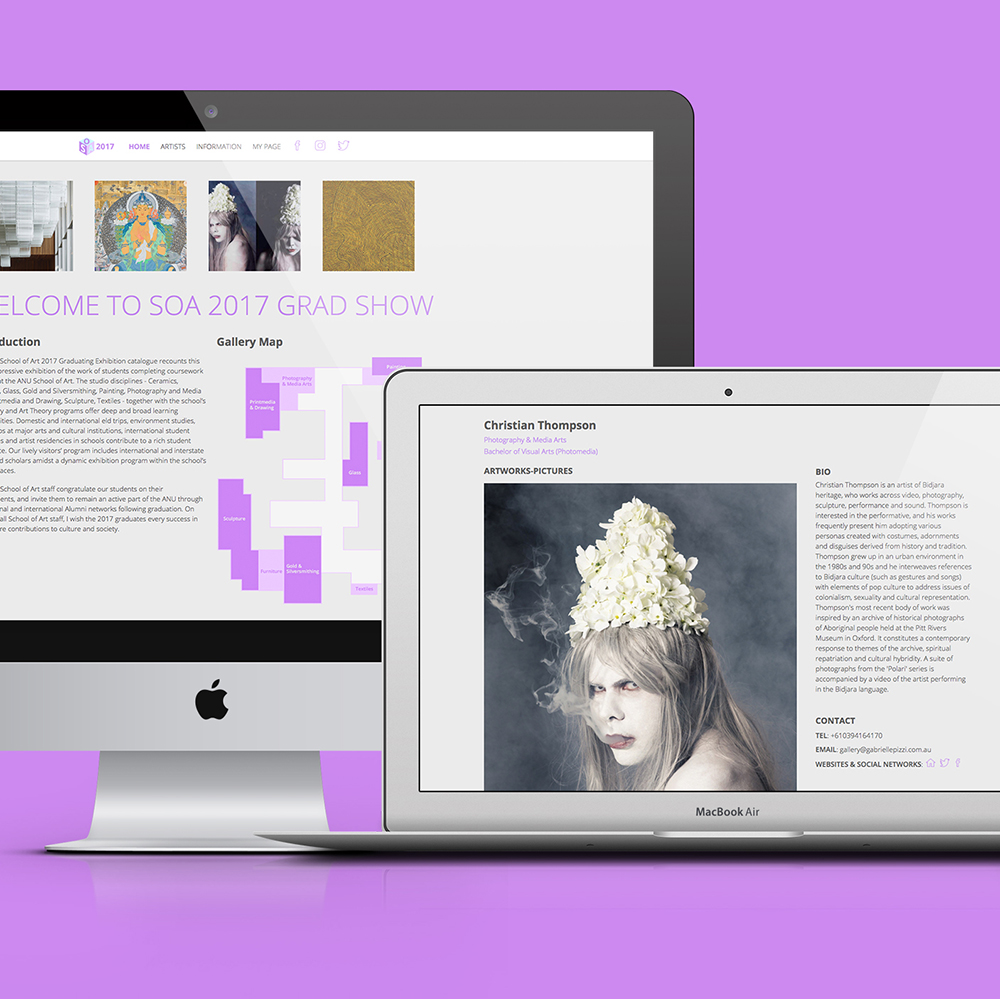 2017 HOME ARTISTS INFORMATION MY PAGE
ELCOME TO SOA 2017 GRAD SHOW
duction
School of Art 2017 Graduating Exhibition catalogue recounts this
pressive exhibition of the work of students completing coursework
at the ANU School of Art. The studio disciplines - Ceramics,
, Glass, Gold and Silversmithing, Painting, Photography and Media
tmedia and Drawing, Sculpture, Textiles - together with the school's
y and Art Theory programs offer deep and broad learning
ities. Domestic and international eld trips, environment studies,
ps at major arts and cultural institutions, international student
s and artist residencies in schools contribute to a rich student
ce. Our lively visitors' program includes international and interstate
d scholars amidst a dynamic exhibition program within the school's
aces.
School of Art staff congratulate our students on their
ents, and invite them to remain an active part of the ANU through
nal and international Alumni networks following graduation. On
all School of Art staff, I wish the 2017 graduates every success in
re contributions to culture and society.
Gallery Map
Photography
& Media Arts
Printmedia
& Drawing
Glass
Sculpture
Furniture
Gold &
Silversmithing
Textiles
Christian Thompson
Photography & Media Arts
Bachelor of Visual Arts (Photomedia)
ARTWORKS-PICTURES
BIO
Christian Thompson is an artist of Bidjara
heritage, who works across video, photography,
sculpture, performance and sound. Thompson is
interested in the performative, and his works
frequently present him adopting various
personas created with costumes, adornments
and disguises derived from history and tradition.
Thompson grew up in an urban environment in
the 1980s and 90s and he interweaves references
to Bidjara culture (such as gestures and songs)
with elements of pop culture to address issues of
colonialism, sexuality and cultural representation.
Thompson's most recent body of work was
inspired by an archive of historical photographs
of Aboriginal people held at the Pitt Rivers
Museum in Oxford. It constitutes a contemporary
response to themes of the archive, spiritual
repatriation and cultural hybridity. A suite of
photographs from the 'Polari' series is
accompanied by a video of the artist performing
in the Bidjara language.
CONTACT
TEL: +610394164170
EMAIL: gallery@gabriellepizzi.com.au
WEBSITES & SOCIAL NETWORKS:
MacBook Air